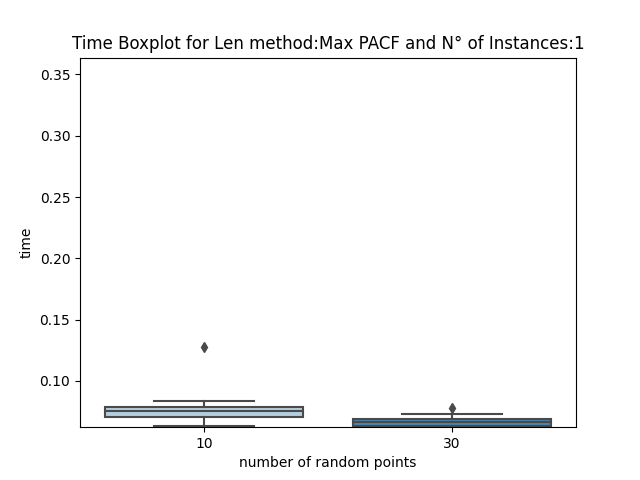 Time Boxplot for Len method:Max PACF and N° of Instances:1
0.35
0.30
0.25
0.20
0.15
0.10
time
10 30
number of random points